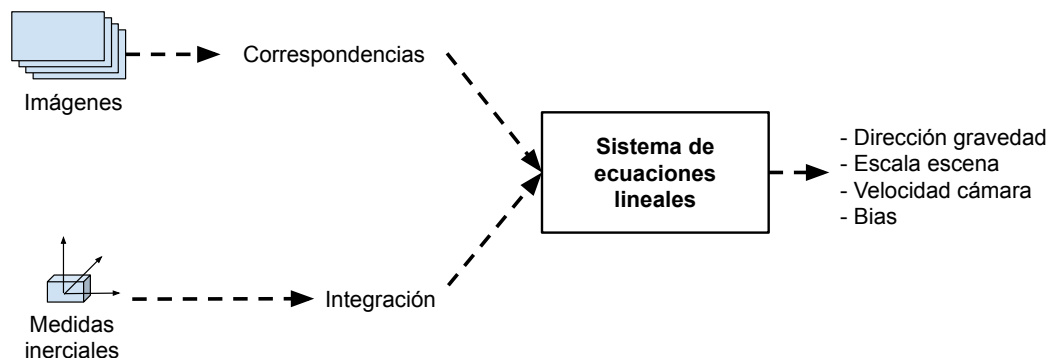 Imágenes
Correspondencias
Sistema de
ecuaciones
lineales
- Dirección gravedad
- Escala escena
- Velocidad cámara
- Bias
Integración
Medidas
inerciales